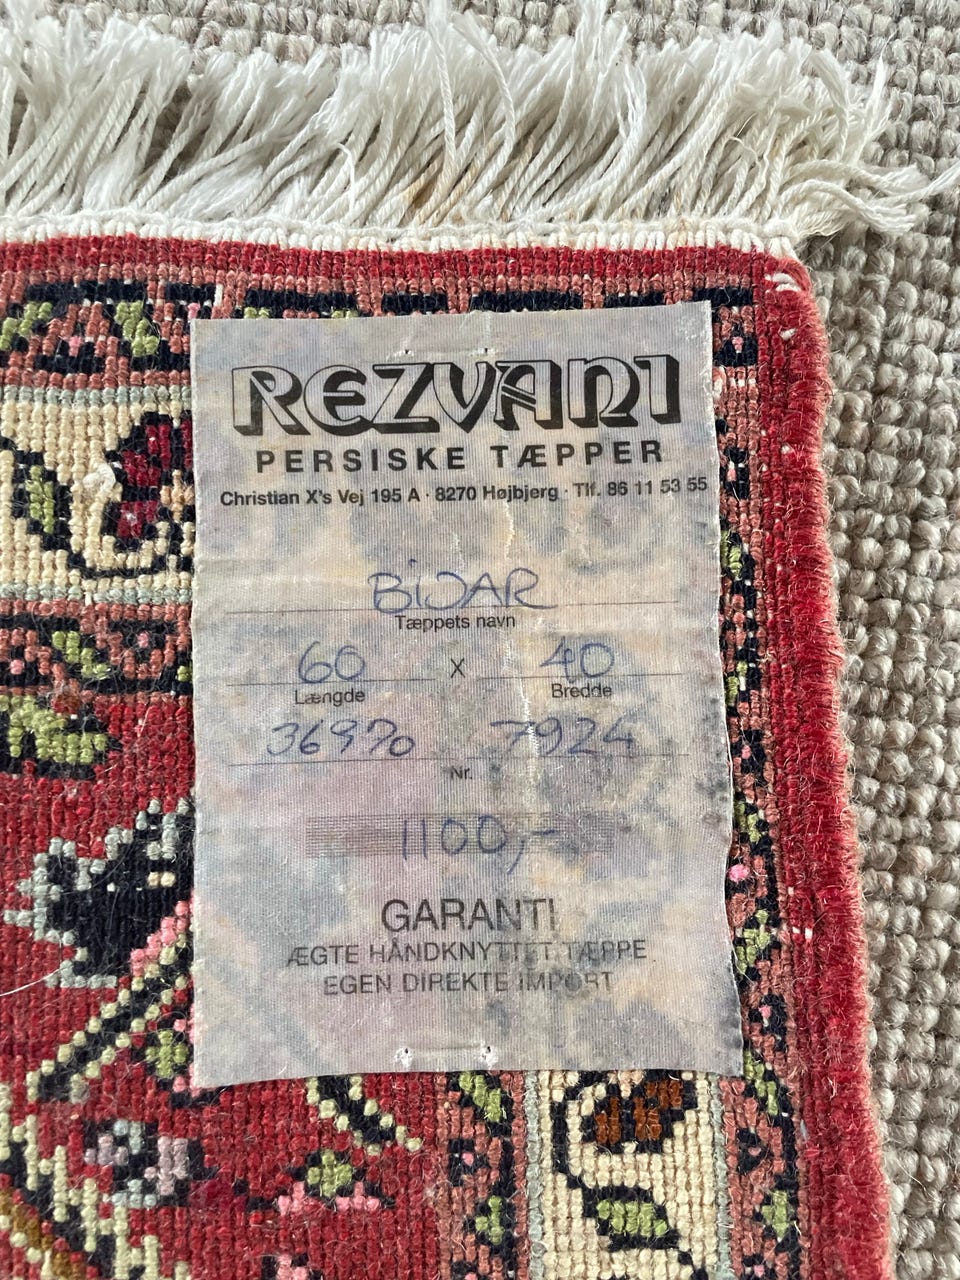 REZVANI
PERSISKE TÆPPER
Christian X's Vej 195 A · 8270 Højbjerg · Tlf. 86 11 53 55
BIJAR
Tæppets navn
60 X 40
Længde Bredde
36970 7924
Nr.
1100,-
GARANTI
ÆGTE HÅNDKNYTTET TÆPPE
EGEN DIREKTE IMPORT